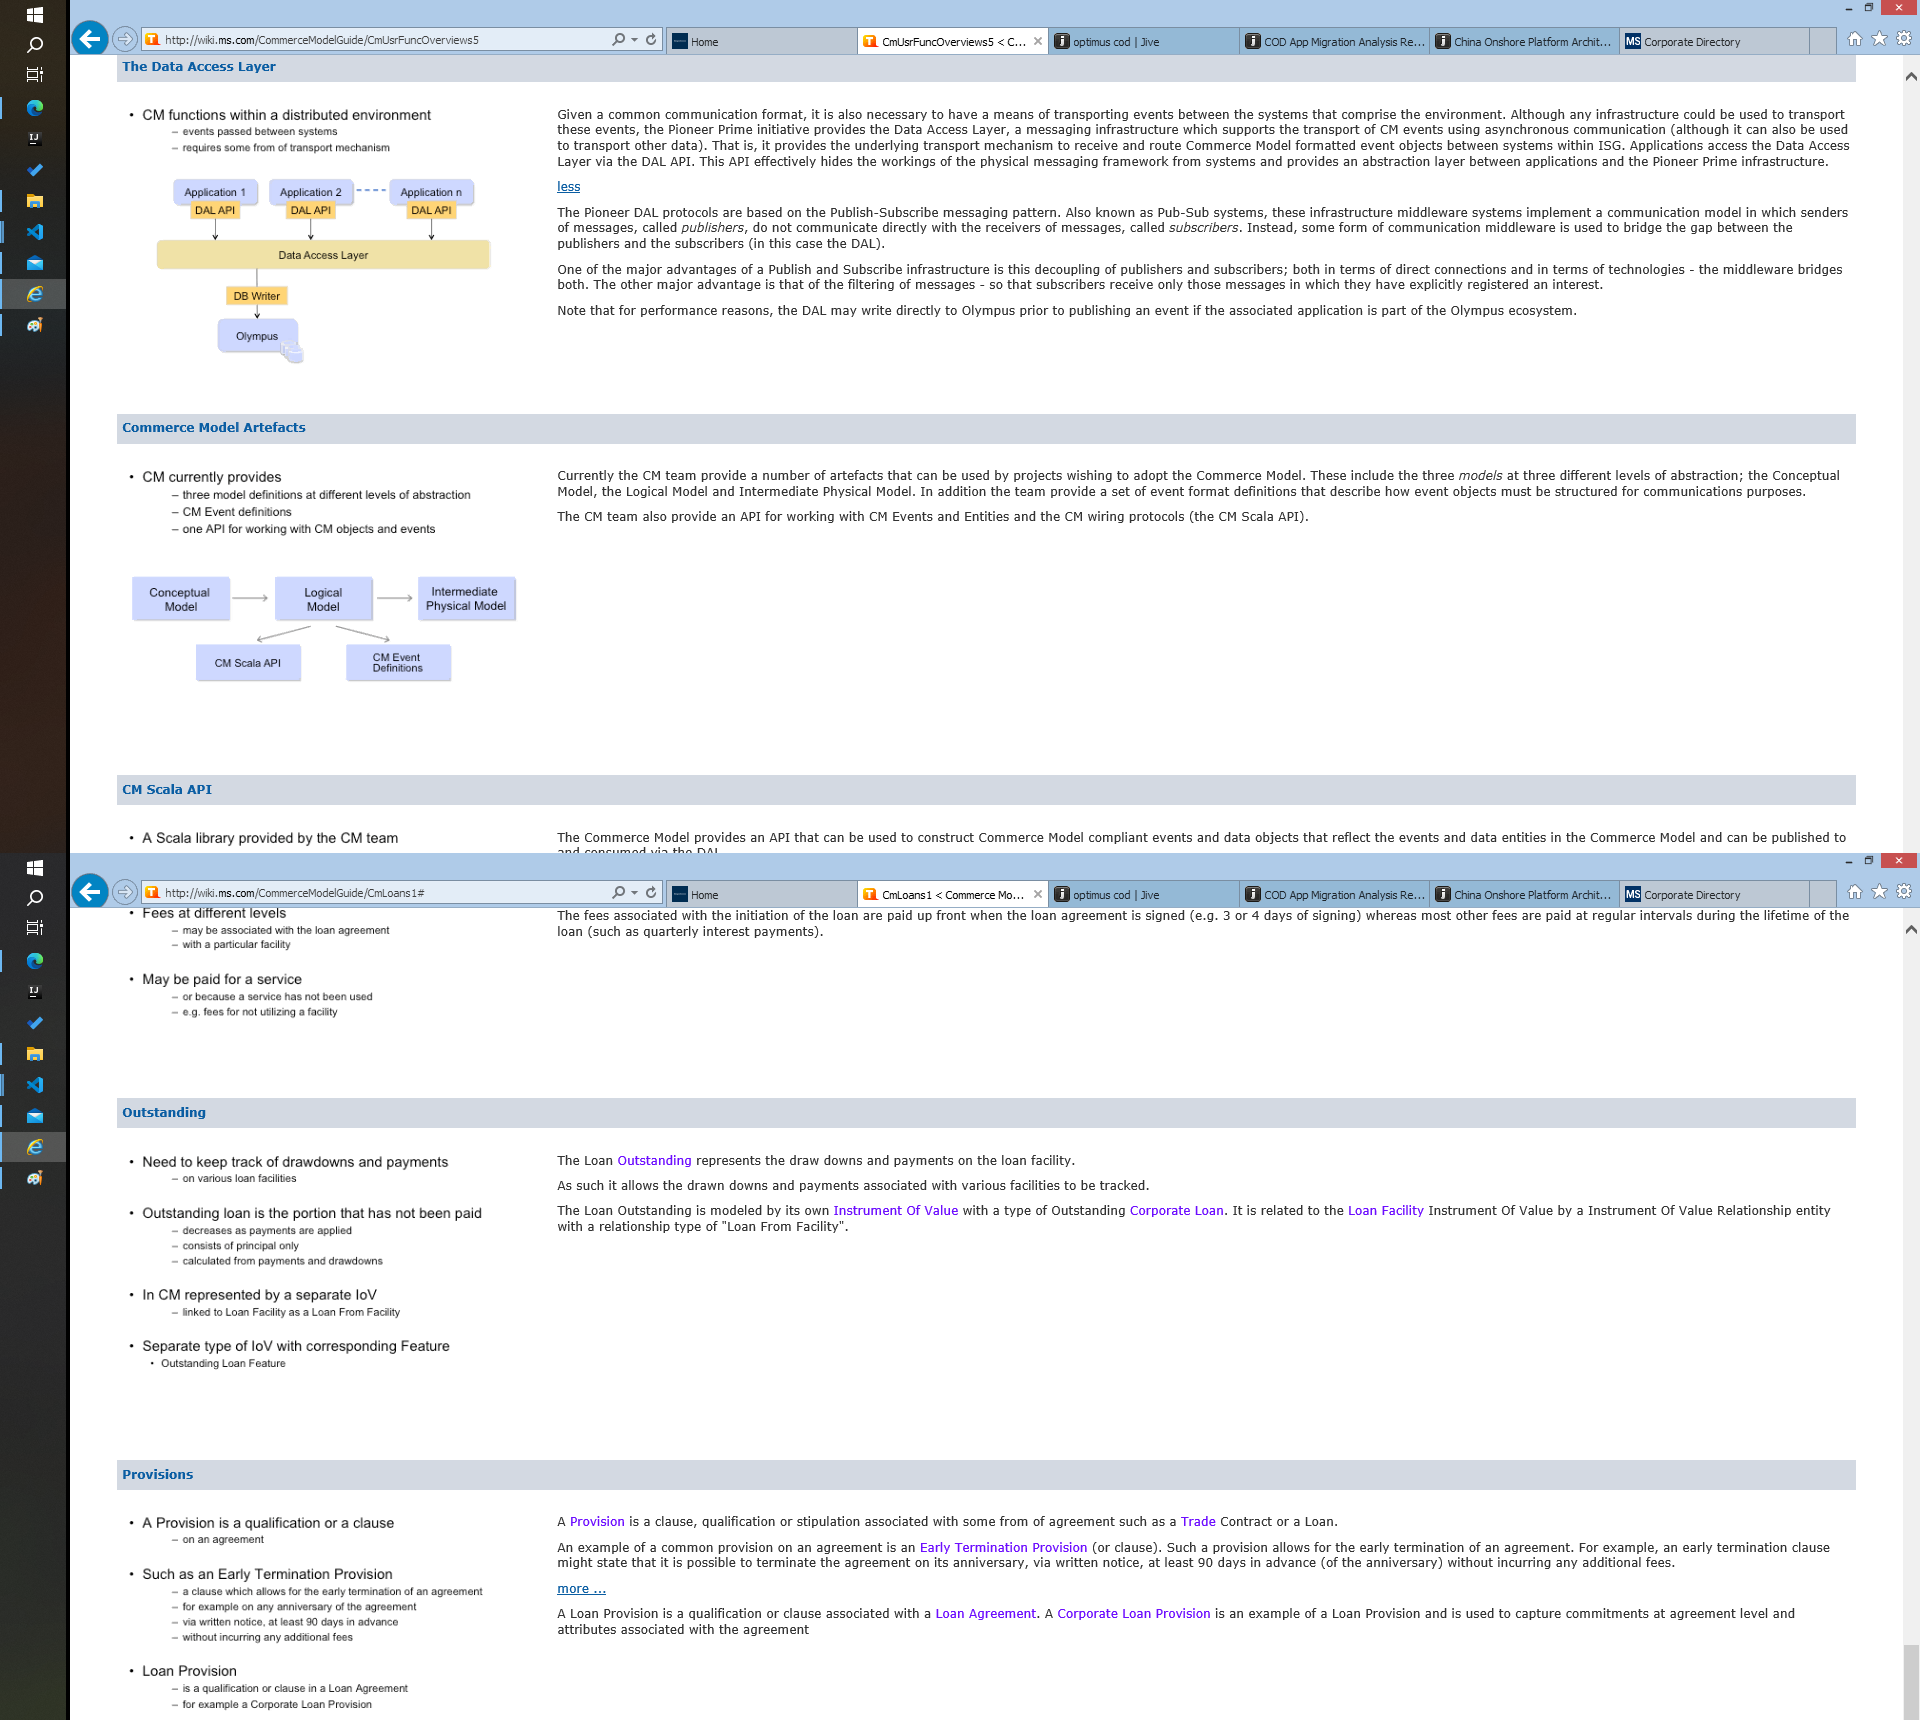 http://wiki.ms.com/CommerceModelGuide/CmUsrFuncOverviews5
Home
CmUsrFuncOverviews5 < C...
optimus cod | Jive
COD App Migration Analysis Re...
China Onshore Platform Archit...
MS Corporate Directory
The Data Access Layer
• CM functions within a distributed environment
– events passed between systems
– requires some from of transport mechanism
Application 1
Application 2
Application n
DAL API
DAL API
DAL API
Data Access Layer
DB Writer
Olympus
Given a common communication format, it is also necessary to have a means of transporting events between the systems that comprise the environment. Although any infrastructure could be used to transport
these events, the Pioneer Prime initiative provides the Data Access Layer, a messaging infrastructure which supports the transport of CM events using asynchronous communication (although it can also be used
to transport other data). That is, it provides the underlying transport mechanism to receive and route Commerce Model formatted event objects between systems within ISG. Applications access the Data Access
Layer via the DAL API. This API effectively hides the workings of the physical messaging framework from systems and provides an abstraction layer between applications and the Pioneer Prime infrastructure.
less
The Pioneer DAL protocols are based on the Publish-Subscribe messaging pattern. Also known as Pub-Sub systems, these infrastructure middleware systems implement a communication model in which senders
of messages, called publishers, do not communicate directly with the receivers of messages, called subscribers. Instead, some form of communication middleware is used to bridge the gap between the
publishers and the subscribers (in this case the DAL).
One of the major advantages of a Publish and Subscribe infrastructure is this decoupling of publishers and subscribers; both in terms of direct connections and in terms of technologies - the middleware bridges
both. The other major advantage is that of the filtering of messages - so that subscribers receive only those messages in which they have explicitly registered an interest.
Note that for performance reasons, the DAL may write directly to Olympus prior to publishing an event if the associated application is part of the Olympus ecosystem.
Commerce Model Artefacts
• CM currently provides
– three model definitions at different levels of abstraction
– CM Event definitions
– one API for working with CM objects and events
Conceptual
Model
Logical
Model
Intermediate
Physical Model
CM Scala API
CM Event
Definitions
Currently the CM team provide a number of artefacts that can be used by projects wishing to adopt the Commerce Model. These include the three models at three different levels of abstraction; the Conceptual
Model, the Logical Model and Intermediate Physical Model. In addition the team provide a set of event format definitions that describe how event objects must be structured for communications purposes.
The CM team also provide an API for working with CM Events and Entities and the CM wiring protocols (the CM Scala API).
CM Scala API
• A Scala library provided by the CM team
The Commerce Model provides an API that can be used to construct Commerce Model compliant events and data objects that reflect the events and data entities in the Commerce Model and can be published to
and consumed via the DAL
http://wiki.ms.com/CommerceModelGuide/CmLoans1#
Home
CmLoans1 < Commerce Mo...
optimus cod | Jive
COD App Migration Analysis Re...
China Onshore Platform Archit...
MS Corporate Directory
• Fees at different levels
– may be associated with the loan agreement
– with a particular facility
• May be paid for a service
– or because a service has not been used
– e.g. fees for not utilizing a facility
The fees associated with the initiation of the loan are paid up front when the loan agreement is signed (e.g. 3 or 4 days of signing) whereas most other fees are paid at regular intervals during the lifetime of the
loan (such as quarterly interest payments).
Outstanding
• Need to keep track of drawdowns and payments
– on various loan facilities
• Outstanding loan is the portion that has not been paid
– decreases as payments are applied
– consists of principal only
– calculated from payments and drawdowns
• In CM represented by a separate IoV
– linked to Loan Facility as a Loan From Facility
• Separate type of IoV with corresponding Feature
• Outstanding Loan Feature
The Loan Outstanding represents the draw downs and payments on the loan facility.
As such it allows the drawn downs and payments associated with various facilities to be tracked.
The Loan Outstanding is modeled by its own Instrument Of Value with a type of Outstanding Corporate Loan. It is related to the Loan Facility Instrument Of Value by a Instrument Of Value Relationship entity
with a relationship type of "Loan From Facility".
Provisions
• A Provision is a qualification or a clause
– on an agreement
• Such as an Early Termination Provision
– a clause which allows for the early termination of an agreement
– for example on any anniversary of the agreement
– via written notice, at least 90 days in advance
– without incurring any additional fees
• Loan Provision
– is a qualification or clause in a Loan Agreement
– for example a Corporate Loan Provision
A Provision is a clause, qualification or stipulation associated with some from of agreement such as a Trade Contract or a Loan.
An example of a common provision on an agreement is an Early Termination Provision (or clause). Such a provision allows for the early termination of an agreement. For example, an early termination clause
might state that it is possible to terminate the agreement on its anniversary, via written notice, at least 90 days in advance (of the anniversary) without incurring any additional fees.
more ...
A Loan Provision is a qualification or clause associated with a Loan Agreement. A Corporate Loan Provision is an example of a Loan Provision and is used to capture commitments at agreement level and
attributes associated with the agreement